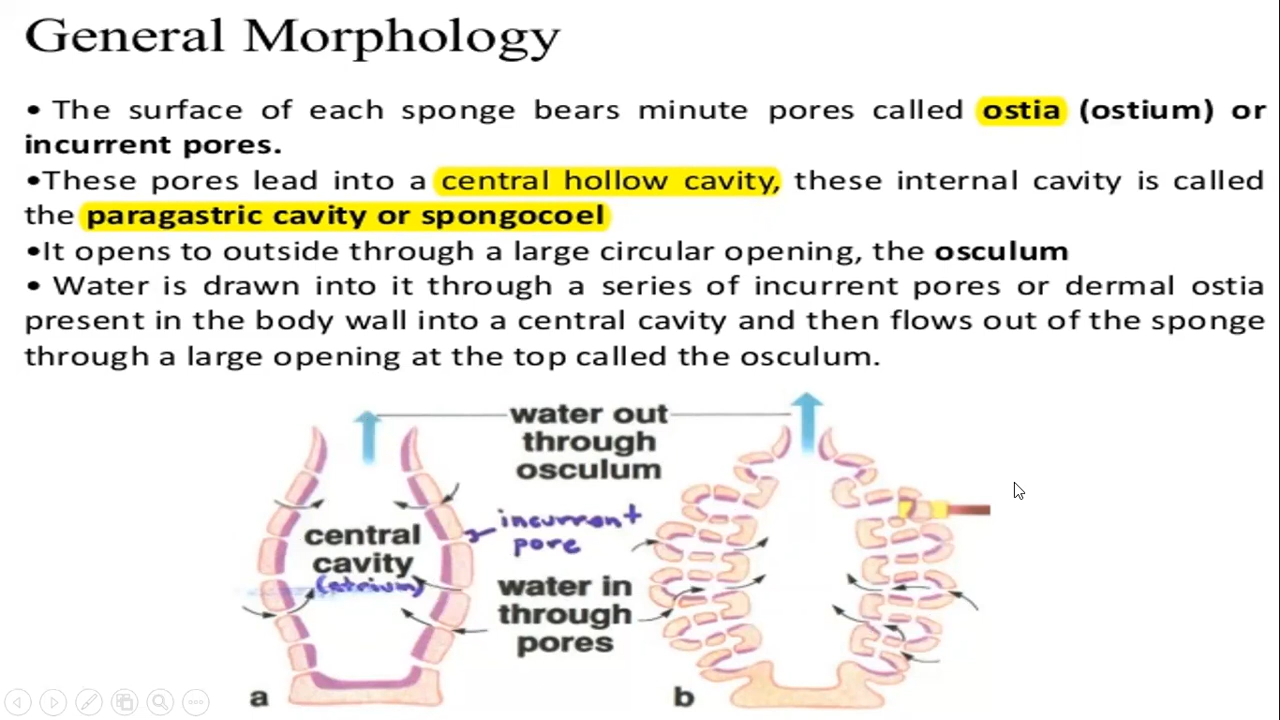 General Morphology
• The surface of each sponge bears minute pores called ostia (ostium) or
incurrent pores.
•These pores lead into a central hollow cavity, these internal cavity is called
the paragastric cavity or spongocoel
•It opens to outside through a large circular opening, the osculum
• Water is drawn into it through a series of incurrent pores or dermal ostia
present in the body wall into a central cavity and then flows out of the sponge
through a large opening at the top called the osculum.
water out
through
osculum
central
cavity
(atrium)
incurrent
pore
water in
through
pores
a
b